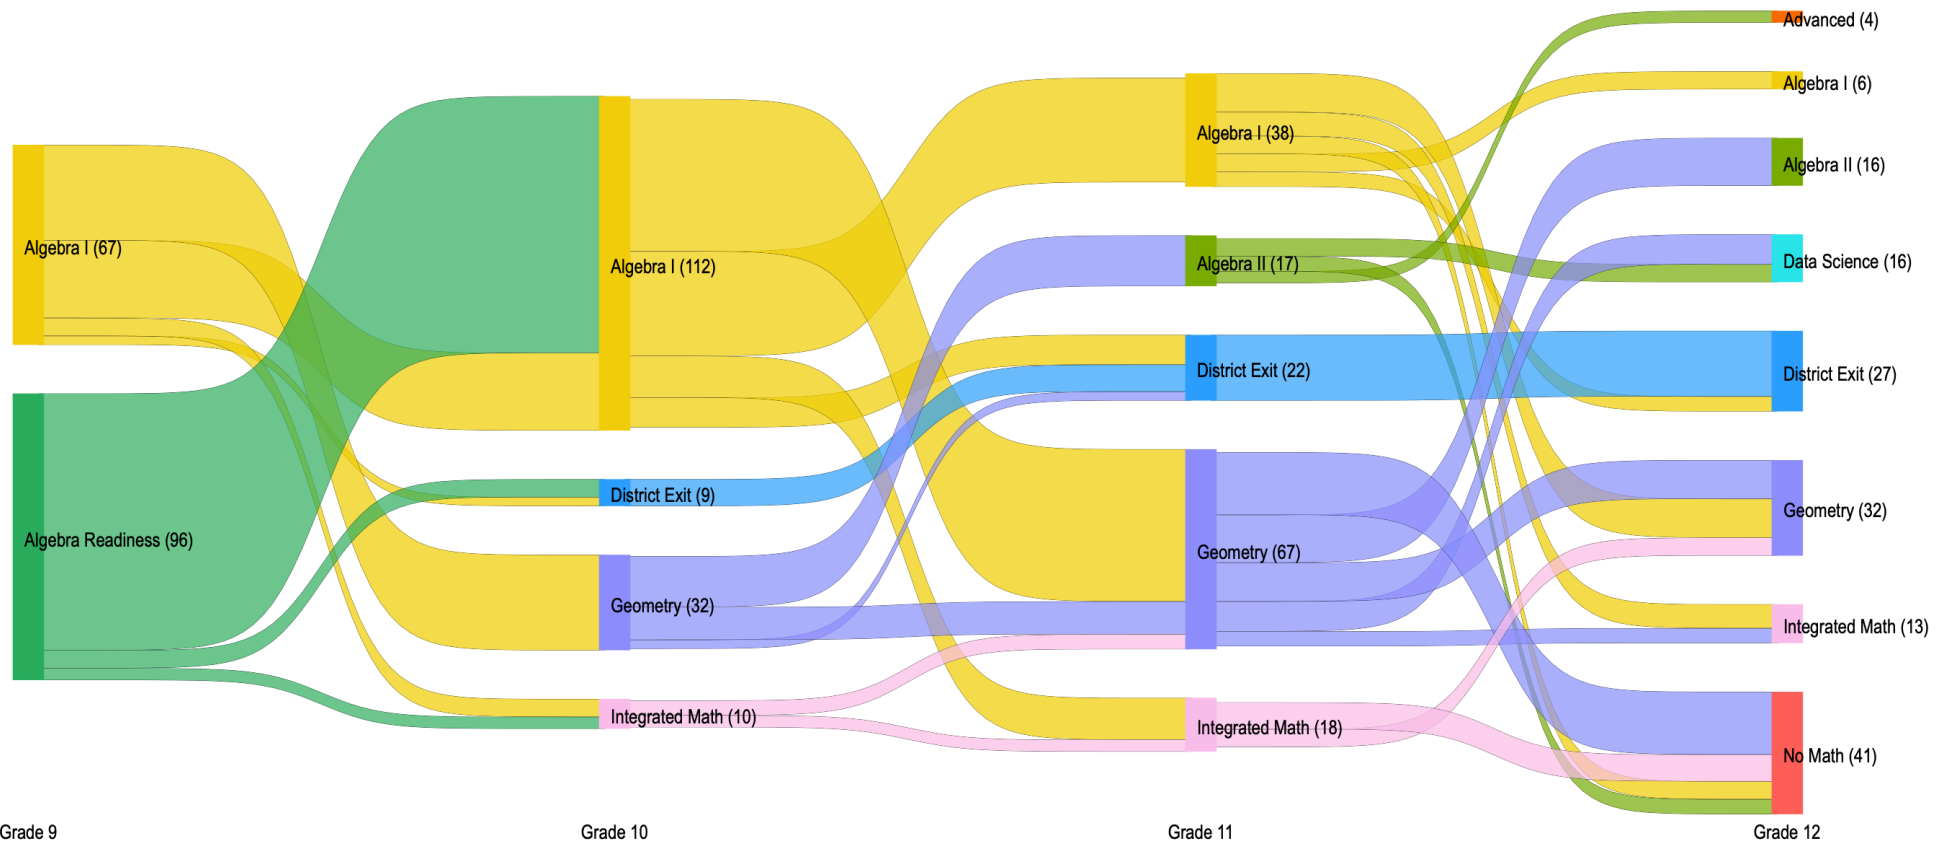 Algebra I (67)
Algebra Readiness (96)
Grade 9
Algebra I (112)
District Exit (9)
Geometry (32)
Integrated Math (10)
Grade 10
Algebra I (38)
Algebra II (17)
District Exit (22)
Geometry (67)
Integrated Math (18)
Grade 11
Advanced (4)
Algebra I (6)
Algebra II (16)
Data Science (16)
District Exit (27)
Geometry (32)
Integrated Math (13)
No Math (41)
Grade 12